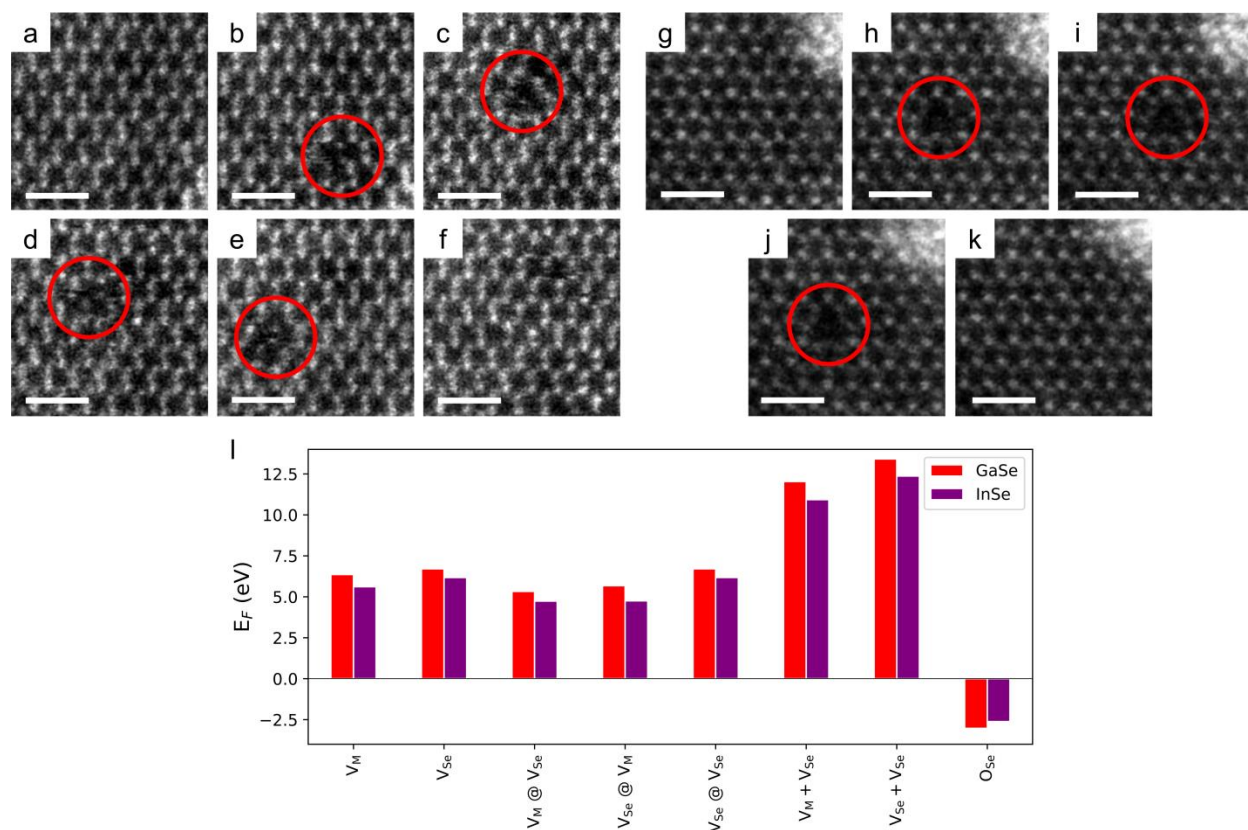 a
b
c
g
h
i
d
e
f
j
k
l
12.5
10.0
7.5
5.0
2.5
0.0
−2.5
E_F (eV)
GaSe
InSe
V_M
V_Se
V_M @ V_Se
V_Se @ V_M
V_Se @ V_Se
V_M + V_Se
V_Se + V_Se
O_Se